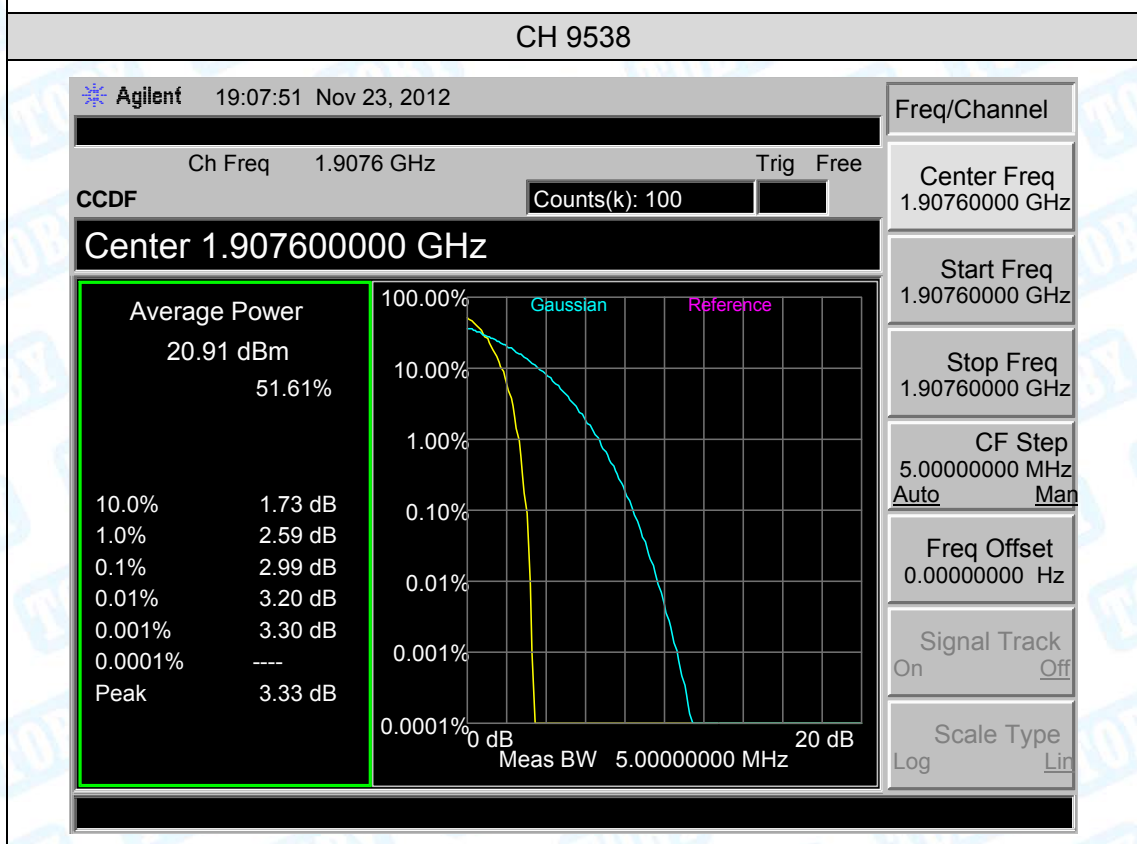 CH 9538
Agilent 19:07:51 Nov 23, 2012
Ch Freq 1.9076 GHz Trig Free
CCDF Counts(k): 100
Center 1.907600000 GHz
Average Power
20.91 dBm
51.61%
10.0% 1.73 dB
1.0% 2.59 dB
0.1% 2.99 dB
0.01% 3.20 dB
0.001% 3.30 dB
0.0001% ----
Peak 3.33 dB
Gaussian Reference
100.00%
10.00%
1.00%
0.10%
0.01%
0.001%
0.0001%
0 dB 20 dB
Meas BW 5.00000000 MHz
Freq/Channel
Center Freq
1.90760000 GHz
Start Freq
1.90760000 GHz
Stop Freq
1.90760000 GHz
CF Step
5.00000000 MHz
Auto Man
Freq Offset
0.00000000 Hz
Signal Track
On Off
Scale Type
Log Lin